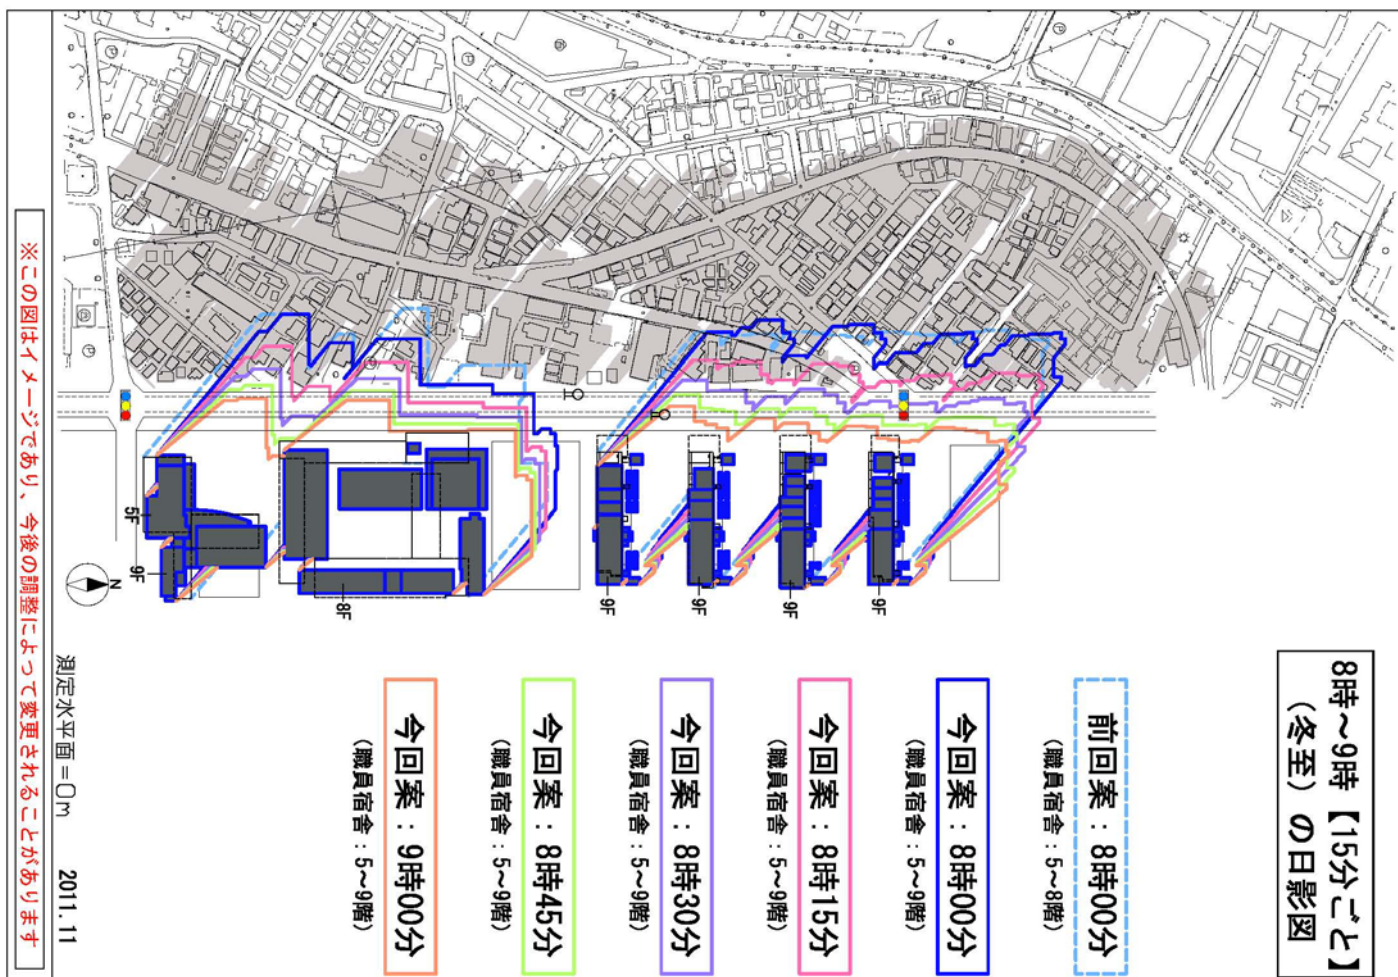 8時～9時【15分ごと】
(冬至)の日影図
前回案：8時00分
(職員宿舎：5～8階)
今回案：8時00分
(職員宿舎：5～9階)
今回案：8時15分
(職員宿舎：5～9階)
今回案：8時30分
(職員宿舎：5～9階)
今回案：8時45分
(職員宿舎：5～9階)
今回案：9時00分
(職員宿舎：5～9階)
9F
9F
9F
9F
8F
5F
9F
N
測定水平面=0m
2011.11
※この図はイメージであり、今後の調整によって変更されることがあります